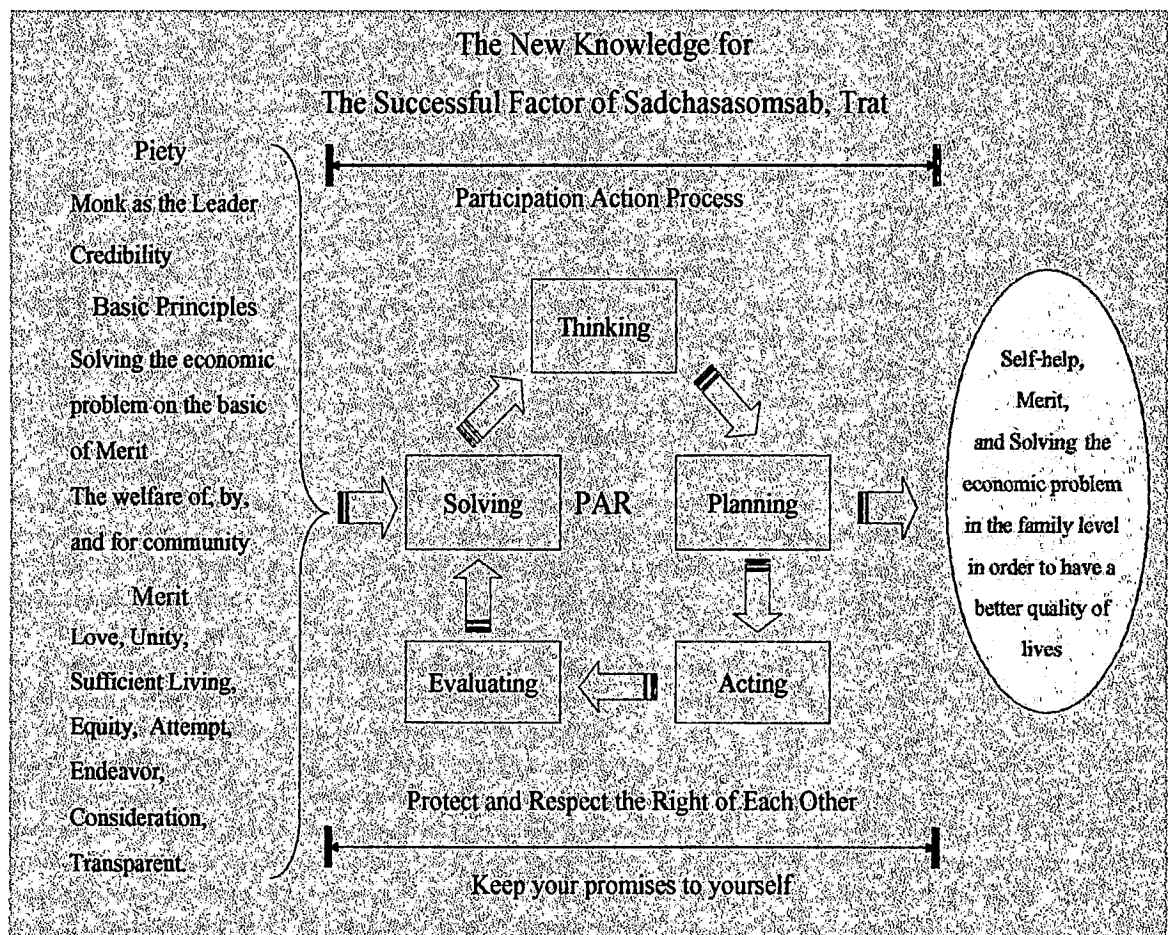 The New Knowledge for
The Successful Factor of Sadchasasomsab, Trat
Piety
Monk as the Leader
Credibility
Basic Principles
Solving the economic
problem on the basic
of Merit
The welfare of, by,
and for community
Merit
Love, Unity,
Sufficient Living,
Equity, Attempt,
Endeavor,
Consideration,
Transparent.
Participation Action Process
Thinking
Solving
PAR
Planning
Evaluating
Acting
Protect and Respect the Right of Each Other
Keep your promises to yourself
Self-help,
Merit,
and Solving the
economic problem
in the family level
in order to have a
better quality of
lives